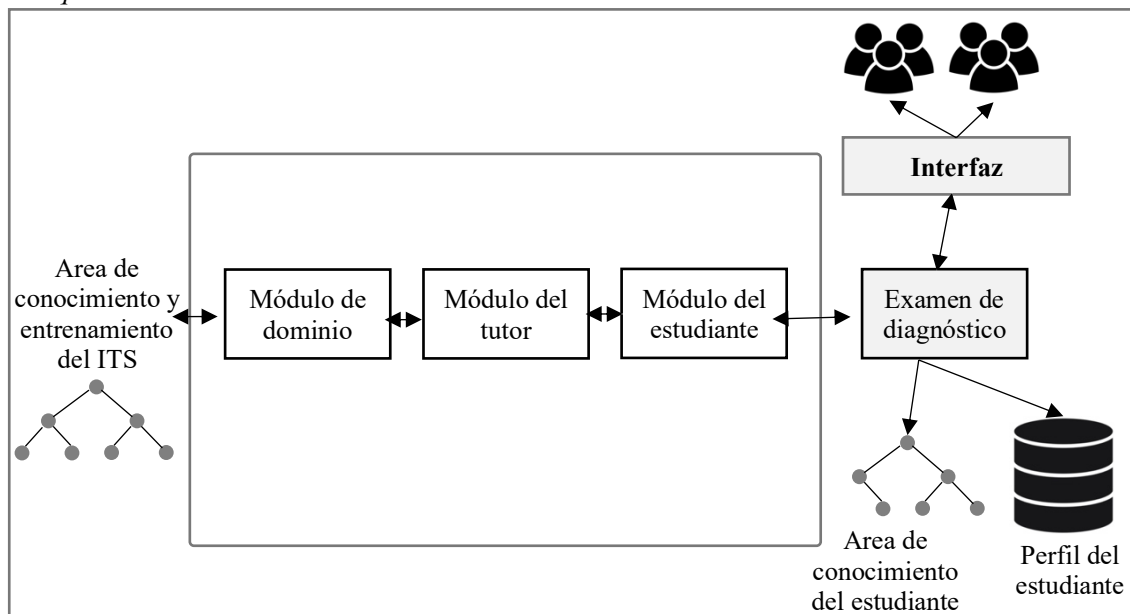 Interfaz
Area de
conocimiento y
entrenamiento
del ITS
Módulo de
dominio
Módulo del
tutor
Módulo del
estudiante
Examen de
diagnóstico
Area de
conocimiento
del estudiante
Perfil del
estudiante